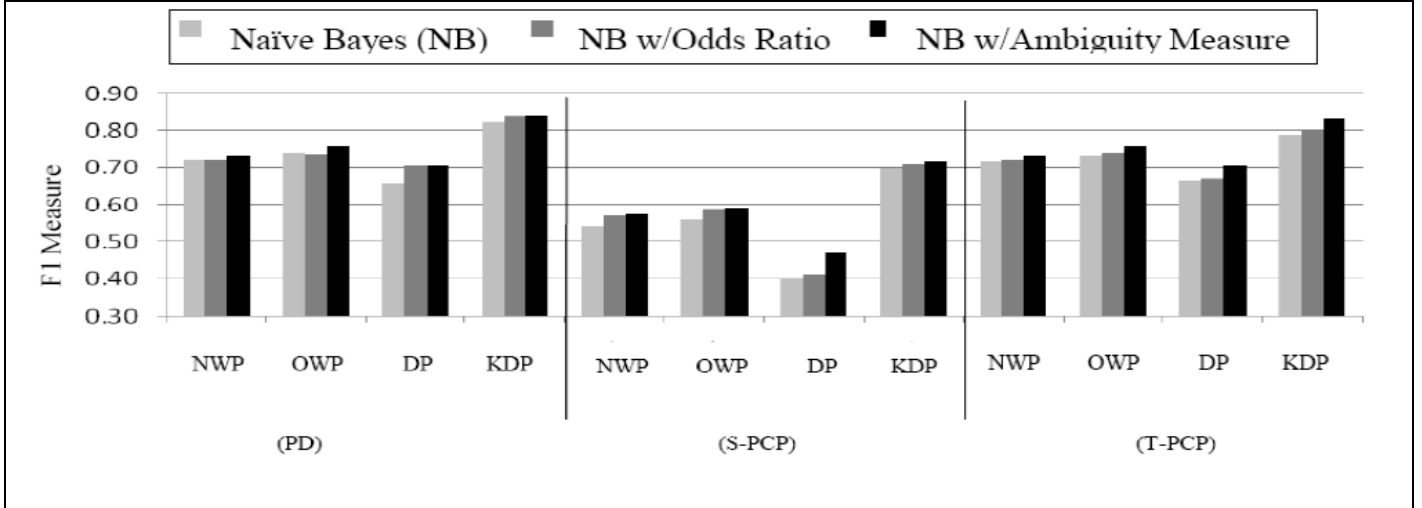 Naïve Bayes (NB) NB w/Odds Ratio NB w/Ambiguity Measure
0.90
0.80
0.70
0.60
0.50
0.40
0.30
F1 Measure
NWP OWP DP KDP NWP OWP DP KDP NWP OWP DP KDP
(PD) (S-PCP) (T-PCP)